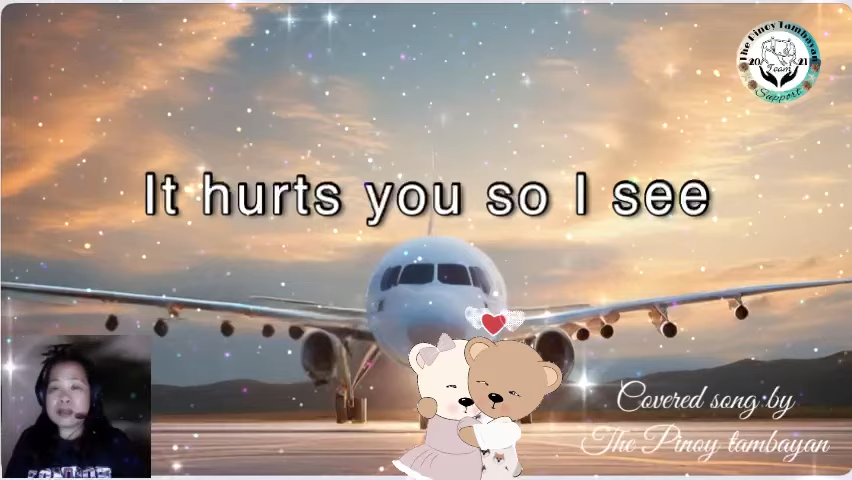 The Pinoy Tambayan
20 21
Team
Support
It hurts you so I see
Covered song by
The Pinoy tambayan